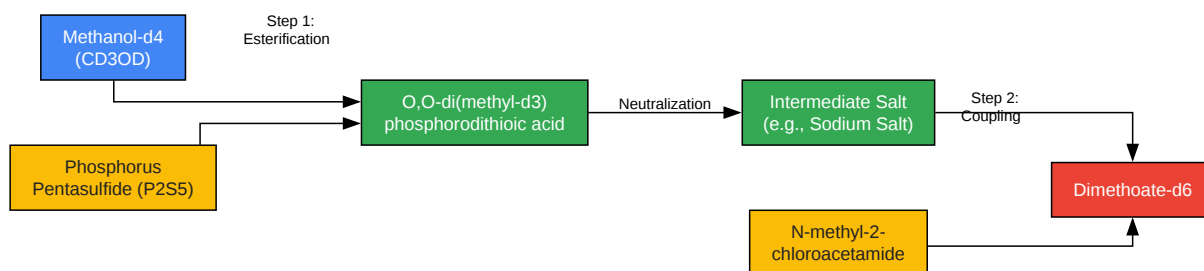 Methanol-d4
(CD3OD)
Step 1:
Esterification
Phosphorus
Pentasulfide (P2S5)
O,O-di(methyl-d3)
phosphorodithioic acid
Neutralization
Intermediate Salt
(e.g., Sodium Salt)
Step 2:
Coupling
N-methyl-2-
chloroacetamide
Dimethoate-d6